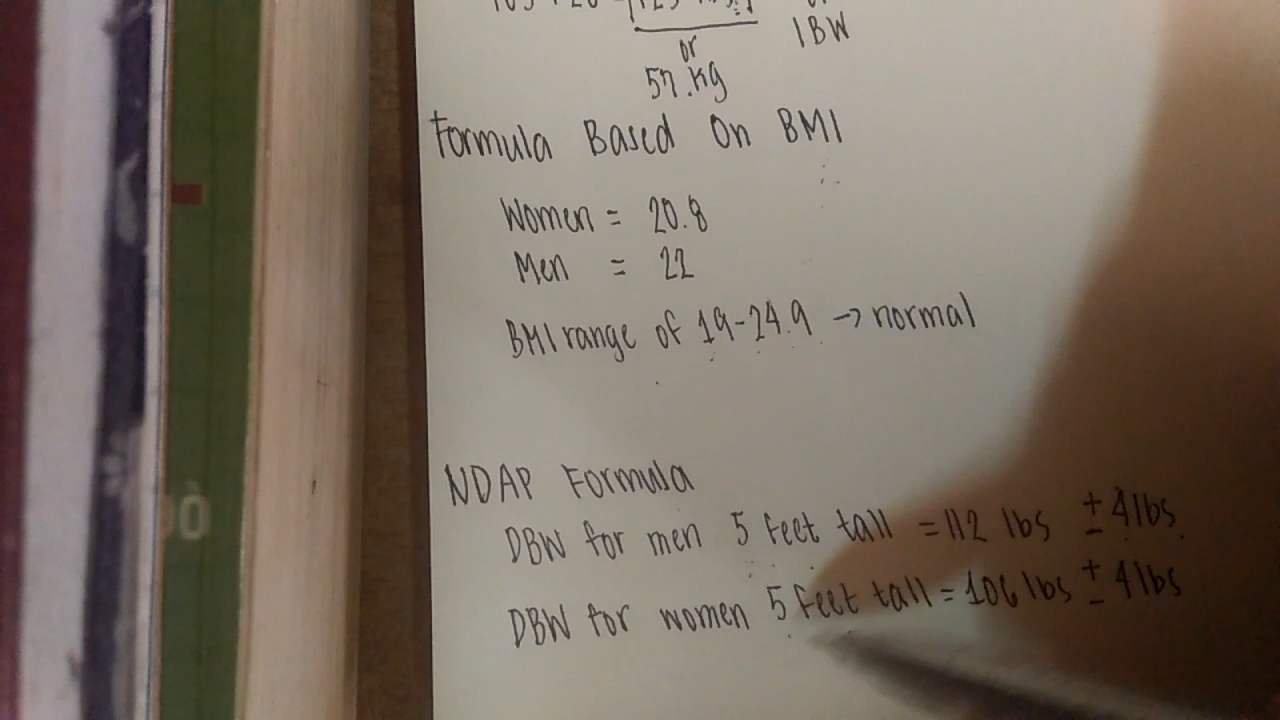 or
IBW
57.kg
Formula Based On BMI
Women = 20.8
Men = 22
BMI range of 19-24.9 → normal
NDAP Formula
DBW for men 5 feet tall = 112 lbs ± 4lbs
DBW for women 5 feet tall = 106 lbs ± 4lbs